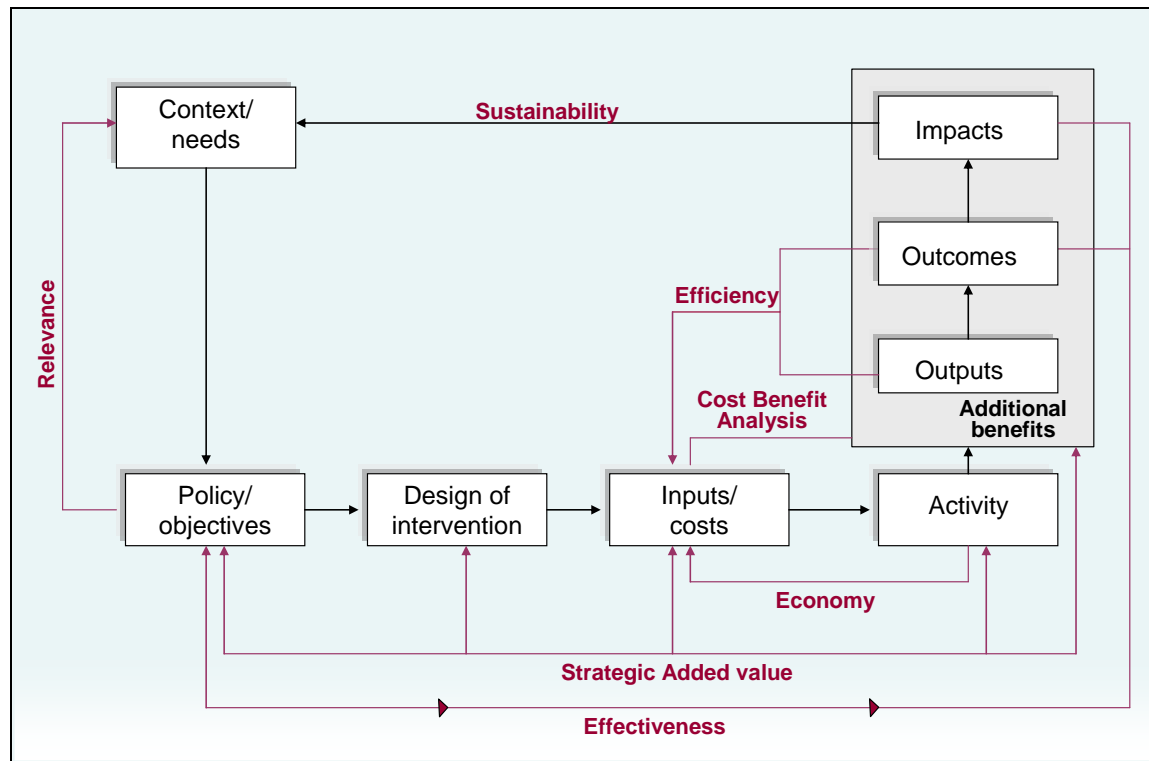 Context/
needs
Sustainability
Impacts
Outcomes
Efficiency
Relevance
Outputs
Cost Benefit
Analysis
Additional
benefits
Policy/
objectives
Design of
intervention
Inputs/
costs
Activity
Economy
Strategic Added value
Effectiveness